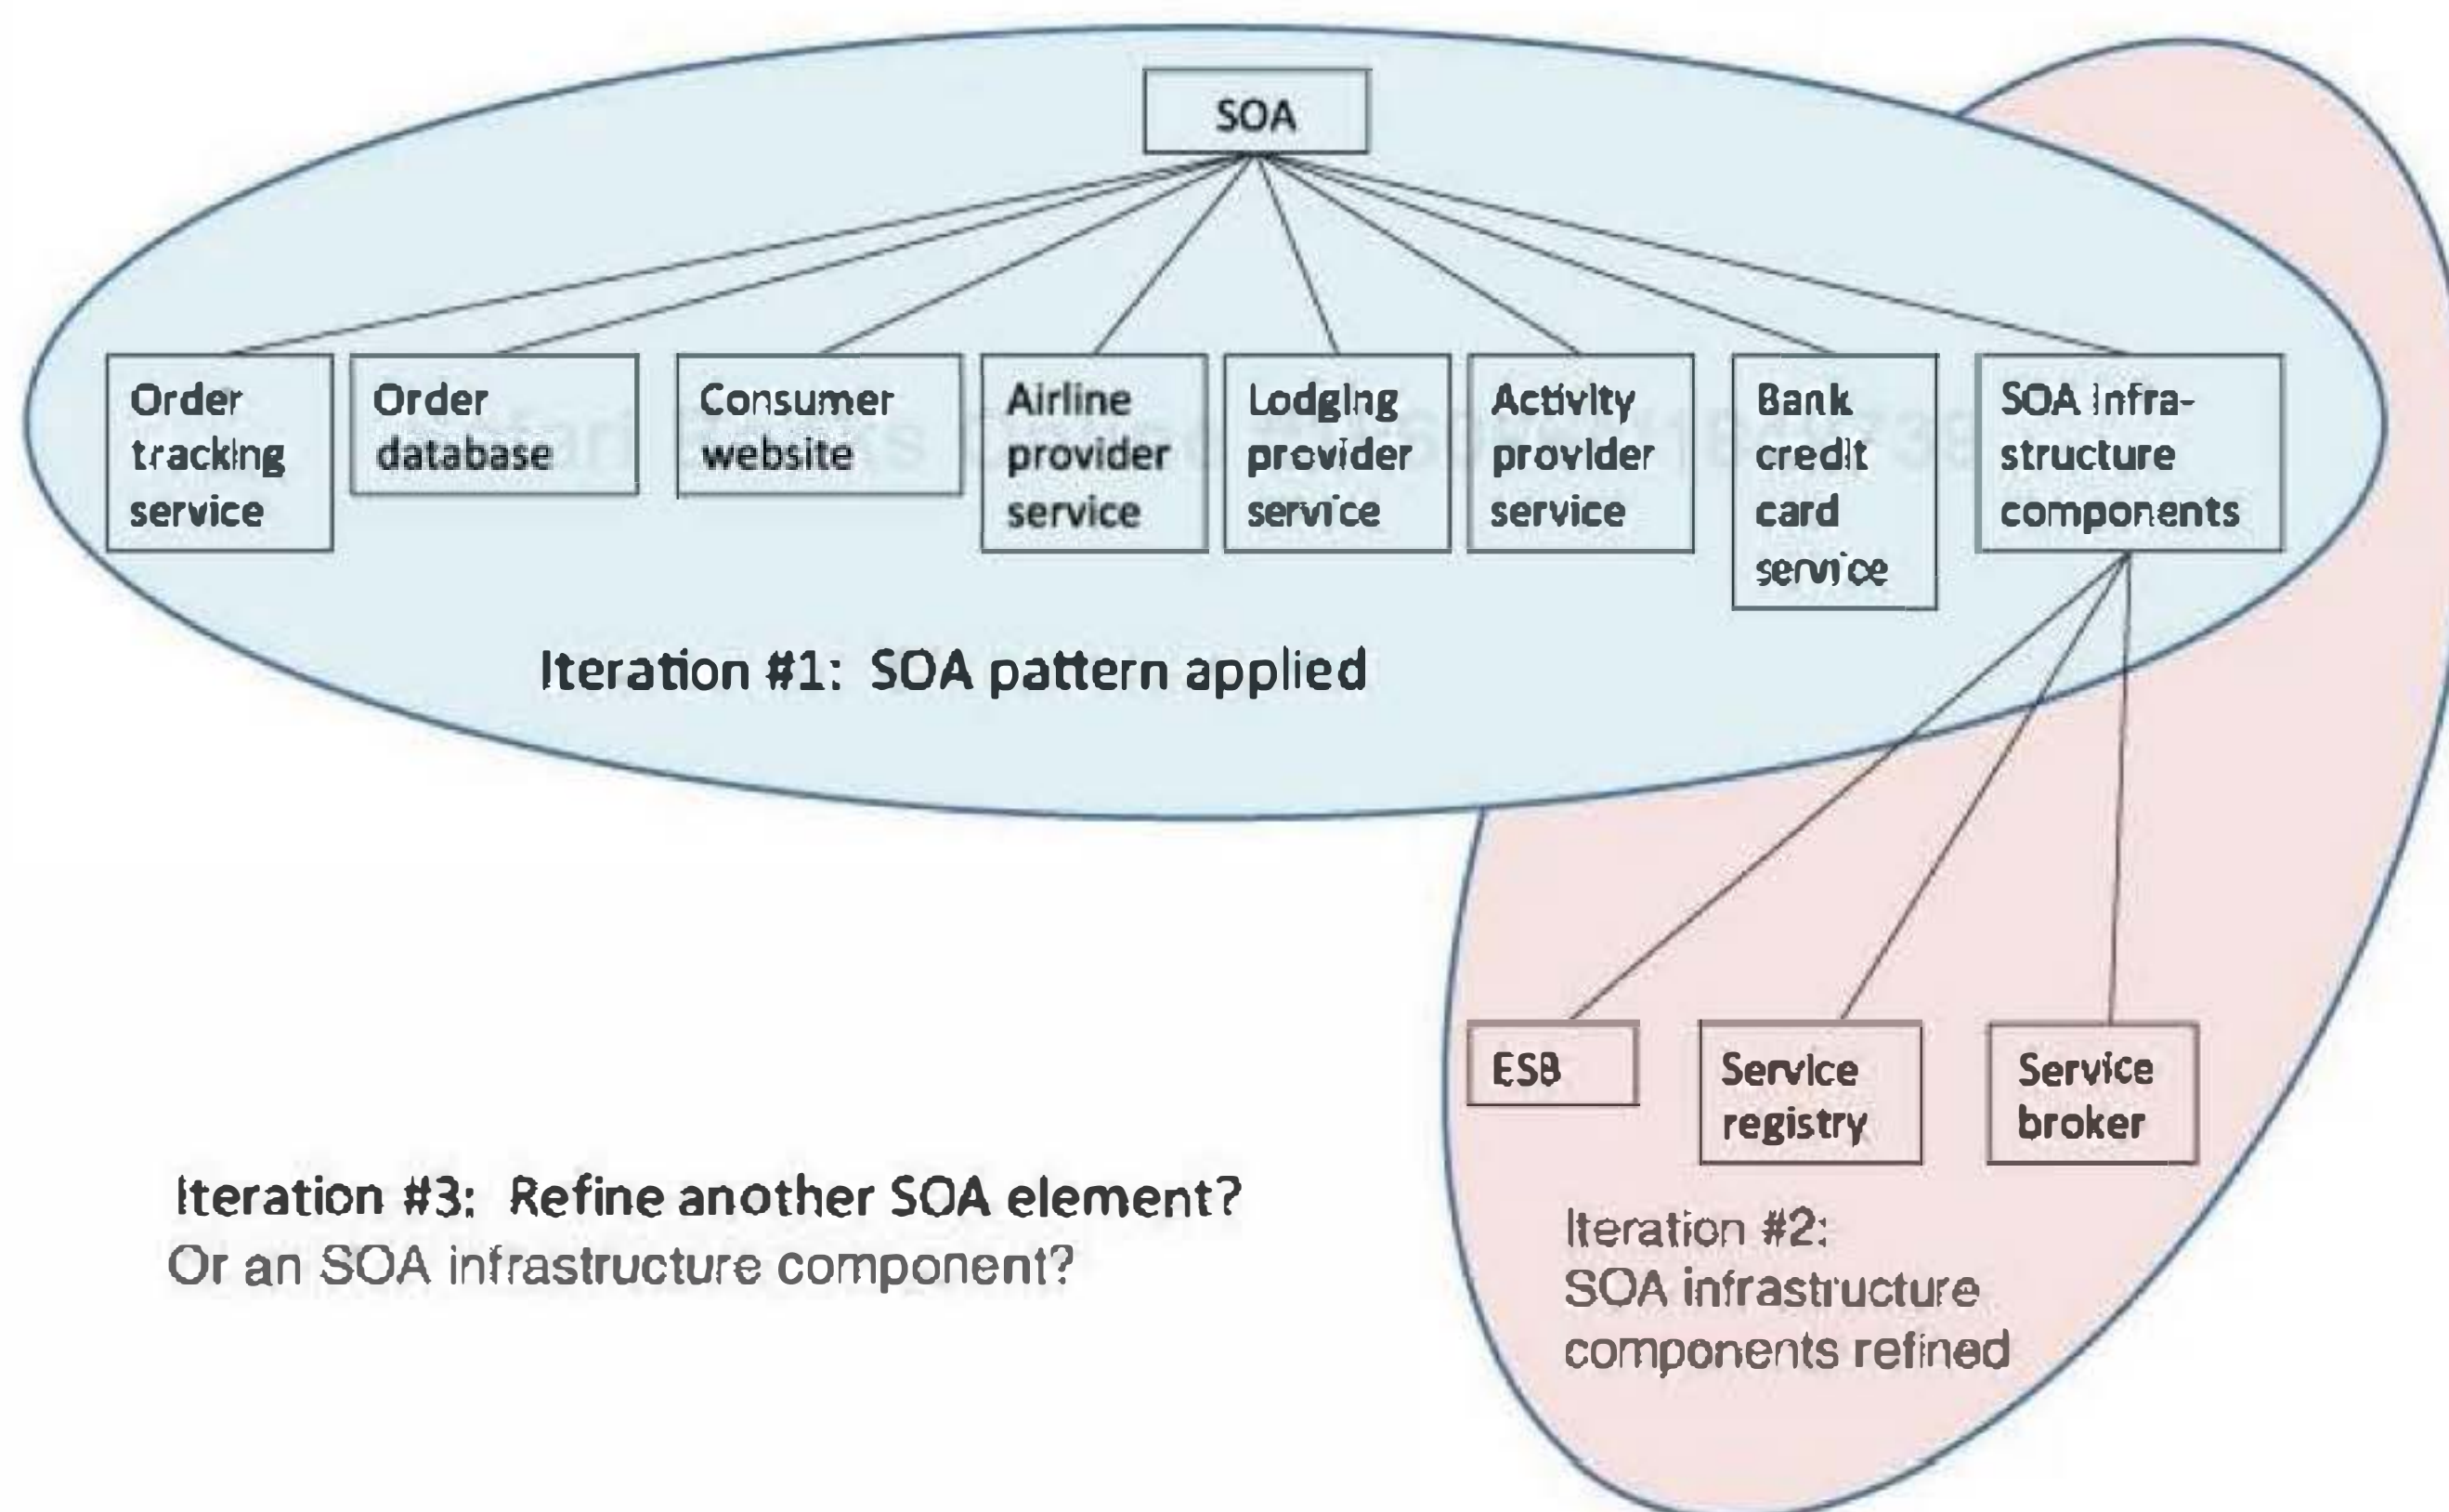 SOA
Order
tracking
service
Order
database
Consumer
website
Airline
provider
service
Lodging
provider
service
Activity
provider
service
Bank
credit
card
service
SOA Infra-
structure
components
Iteration #1: SOA pattern applied
ESB
Service
registry
Service
broker
Iteration #2:
SOA infrastructure
components refined
Iteration #3: Refine another SOA element?
Or an SOA infrastructure component?